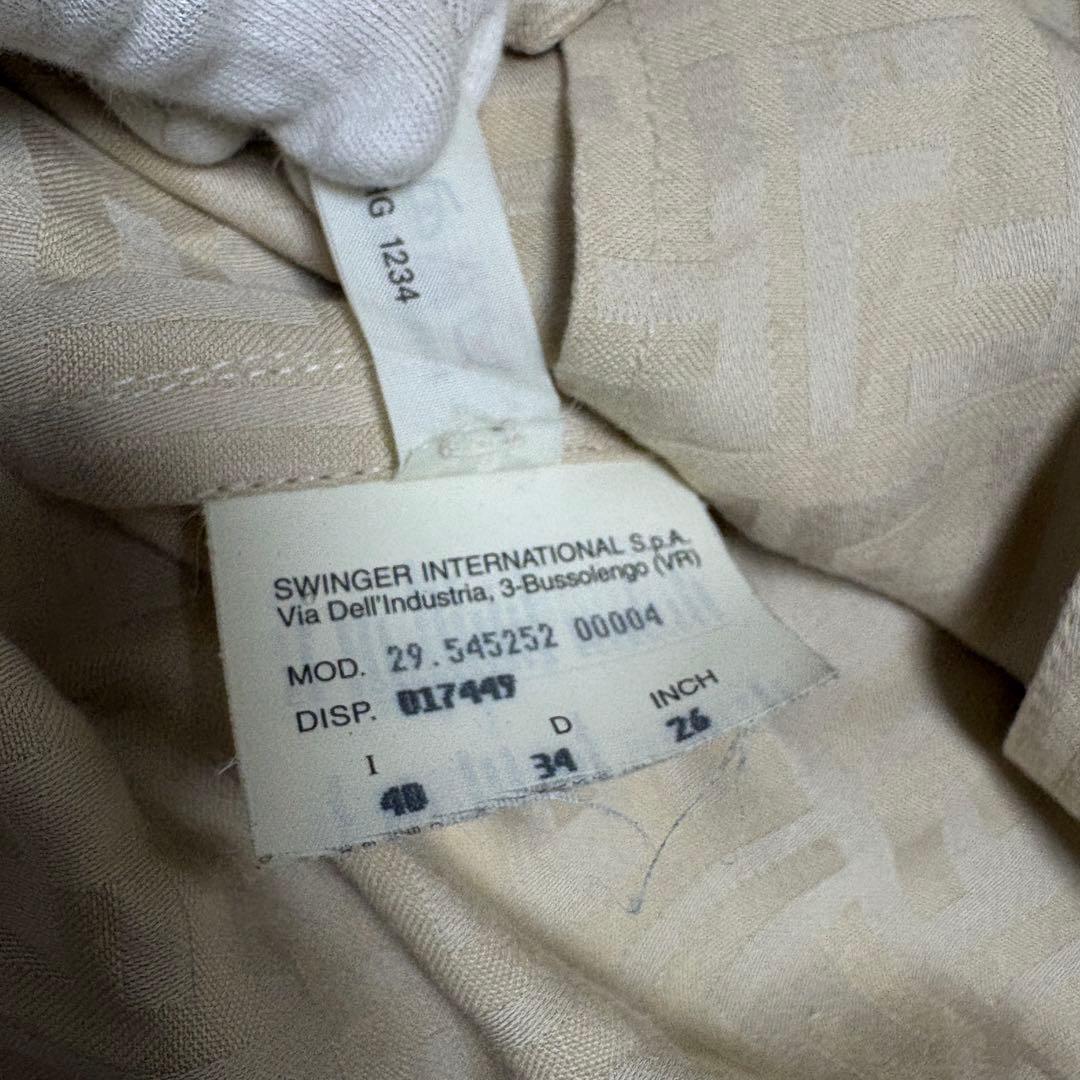 G 1234
SWINGER INTERNATIONAL S.p.A.
Via Dell'Industria, 3-Bussolengo (VR)
MOD. 29.545252 00004
DISP. 017449
I D INCH
40 34 26